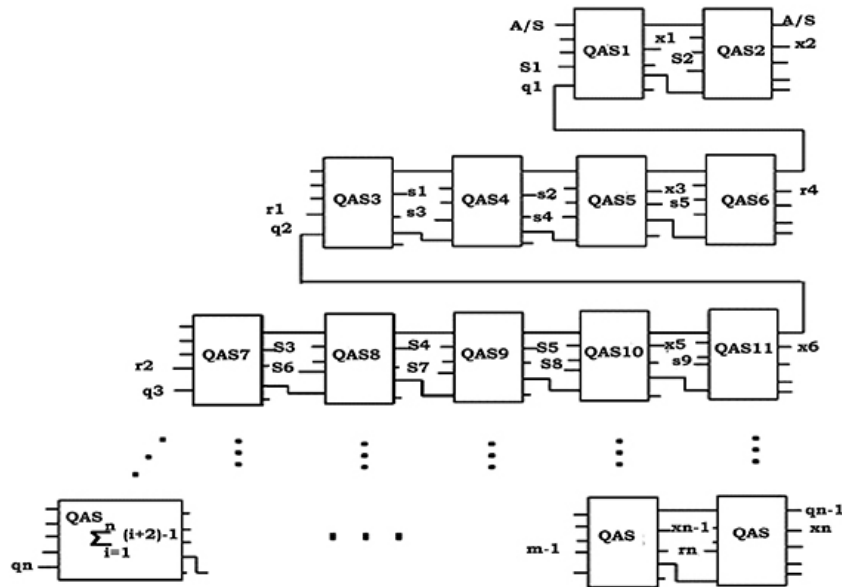 A/S QAS1 x1 QAS2 A/S
x2
S1 S2
q1
QAS3 s1 QAS4 s2 QAS5 x3 QAS6 r4
r1 s3 s4 s5
q2
QAS7 S3 QAS8 S4 QAS9 S5 QAS10 x5 QAS11 x6
r2 S6 S7 S8 s9
q3
QAS n ∑ i=1 (i+2)-1
qn
QAS xn-1 QAS qn-1
xn
m-1 rn